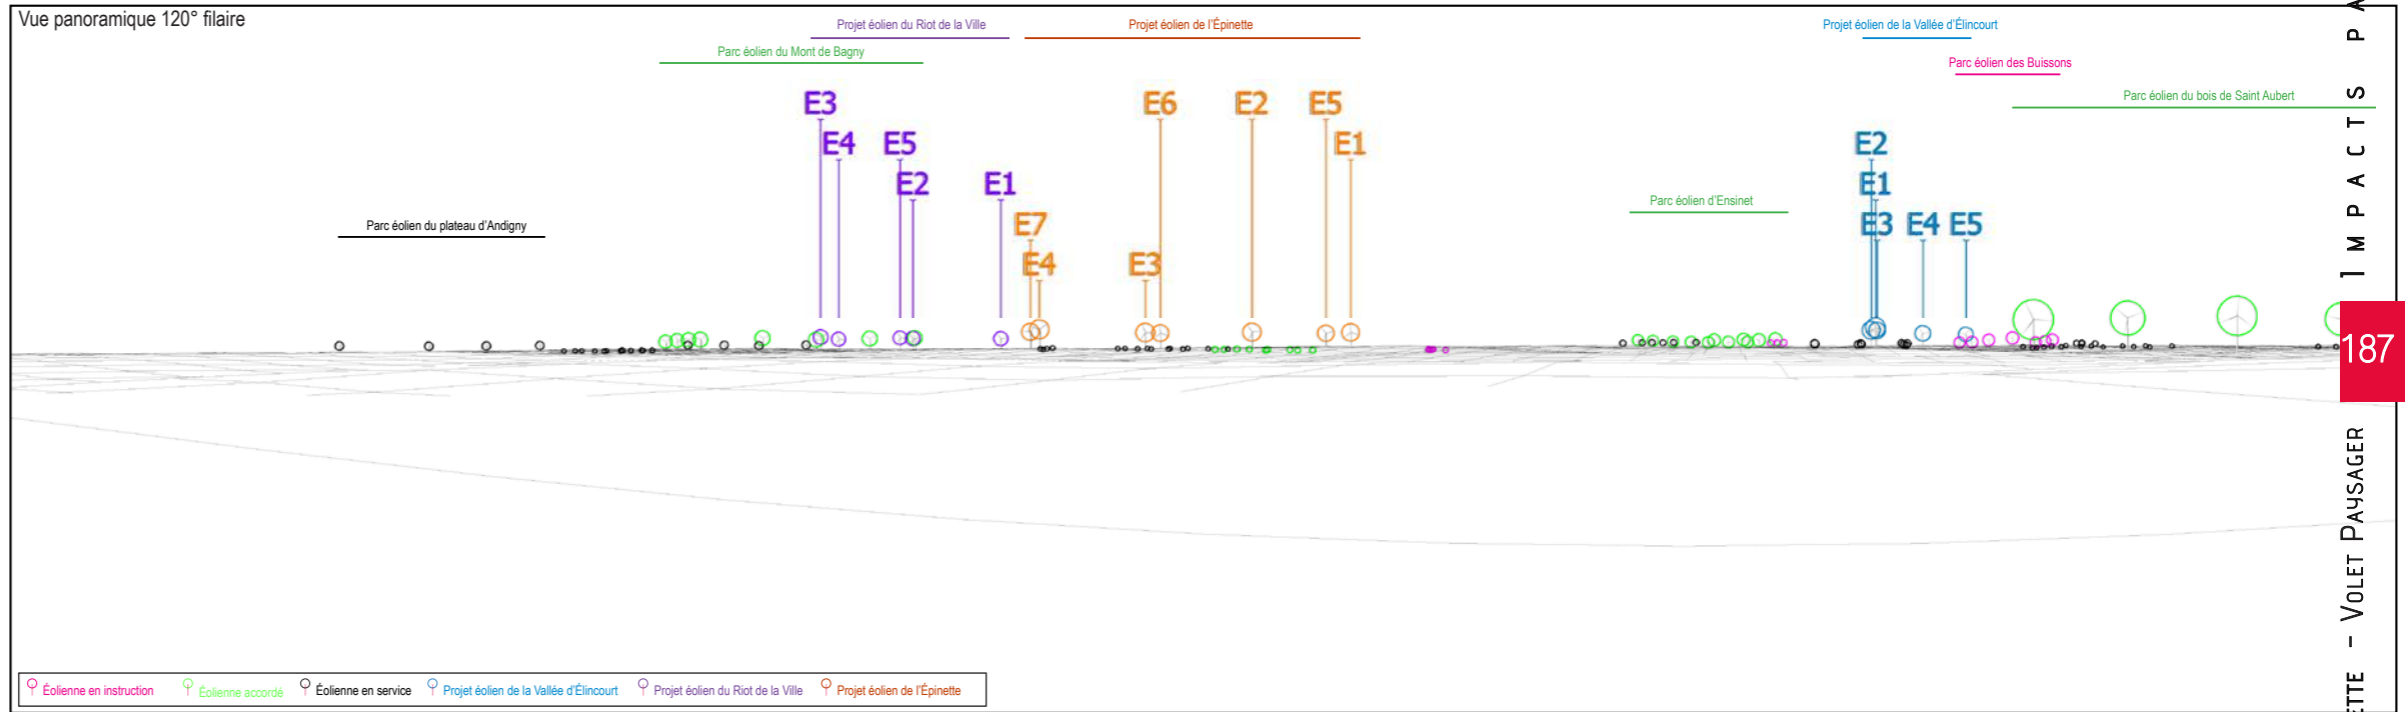 Vue panoramique 120° filaire
Projet éolien du Riot de la Ville
Projet éolien de l'Épinette
Projet éolien de la Vallée d'Élincourt
Parc éolien du Mont de Bagny
Parc éolien des Buissons
Parc éolien du bois de Saint Aubert
E3
E6
E2
E5
E4
E5
E1
E2
E2
E1
E1
Parc éolien d'Ensinet
Parc éolien du plateau d'Andigny
E7
E3
E4
E5
E4
E3
IMPACTS PA
187
ETTE - VOLET PAYSAGER
Éolienne en instruction
Éolienne accordé
Éolienne en service
Projet éolien de la Vallée d'Élincourt
Projet éolien du Riot de la Ville
Projet éolien de l'Épinette